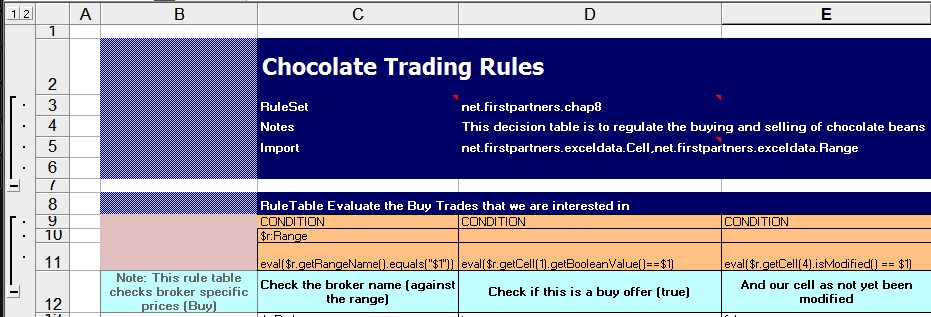 1 2 A B C D E
1
2 Chocolate Trading Rules
3 RuleSet net.firstpartners.chap8
4 Notes This decision table is to regulate the buying and selling of chocolate beans
5 Import net.firstpartners.exceldata.Cell,net.firstpartners.exceldata.Range
6
7
8 RuleTable Evaluate the Buy Trades that we are interested in
9 CONDITION CONDITION CONDITION
10 $r:Range
11 eval($r.getRangeName().equals("$1")) eval($r.getCell(1).getBooleanValue()==$1) eval($r.getCell(4).isModified() == $1)
Note: This rule table
checks broker specific
prices (Buy)
12
Check the broker name (against
the range)
Check if this is a buy offer (true)
And our cell as not yet been
modified